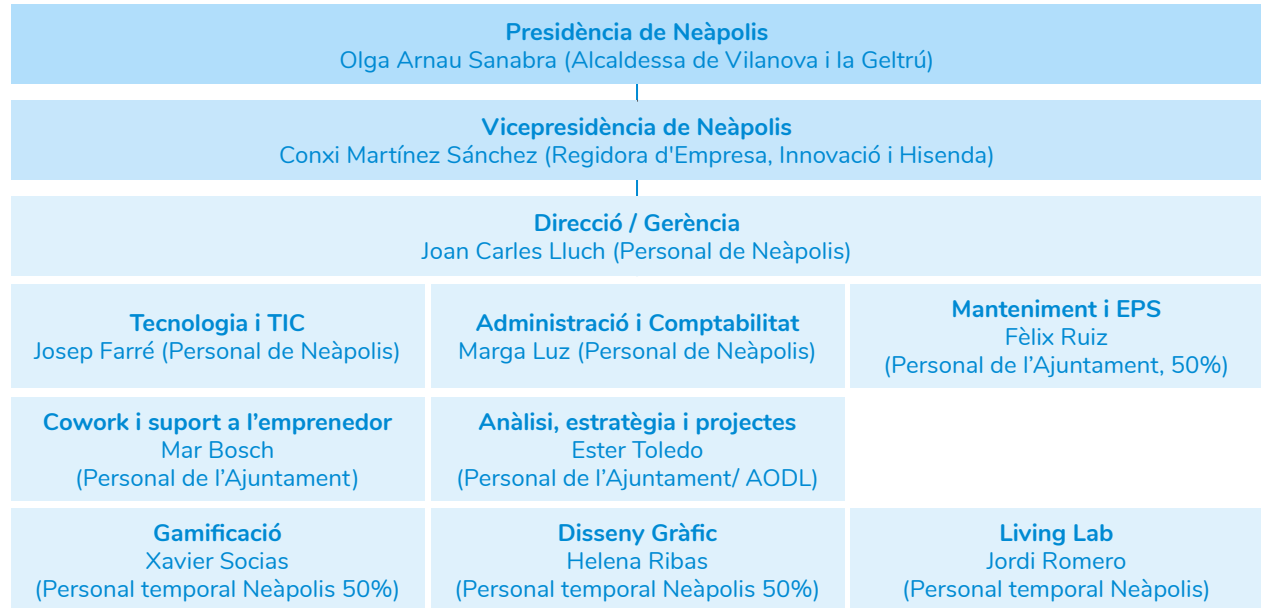 Presidència de Neàpolis
Olga Arnau Sanabra (Alcaldessa de Vilanova i la Geltrú)
Vicepresidència de Neàpolis
Conxi Martínez Sánchez (Regidora d'Empresa, Innovació i Hisenda)
Direcció / Gerència
Joan Carles Lluch (Personal de Neàpolis)
Tecnologia i TIC
Josep Farré (Personal de Neàpolis)
Administració i Comptabilitat
Marga Luz (Personal de Neàpolis)
Manteniment i EPS
Fèlix Ruiz
(Personal de l’Ajuntament, 50%)
Cowork i suport a l’emprenedor
Mar Bosch
(Personal de l’Ajuntament)
Anàlisi, estratègia i projectes
Ester Toledo
(Personal de l’Ajuntament/ AODL)
Gamificació
Xavier Socias
(Personal temporal Neàpolis 50%)
Disseny Gràfic
Helena Ribas
(Personal temporal Neàpolis 50%)
Living Lab
Jordi Romero
(Personal temporal Neàpolis)